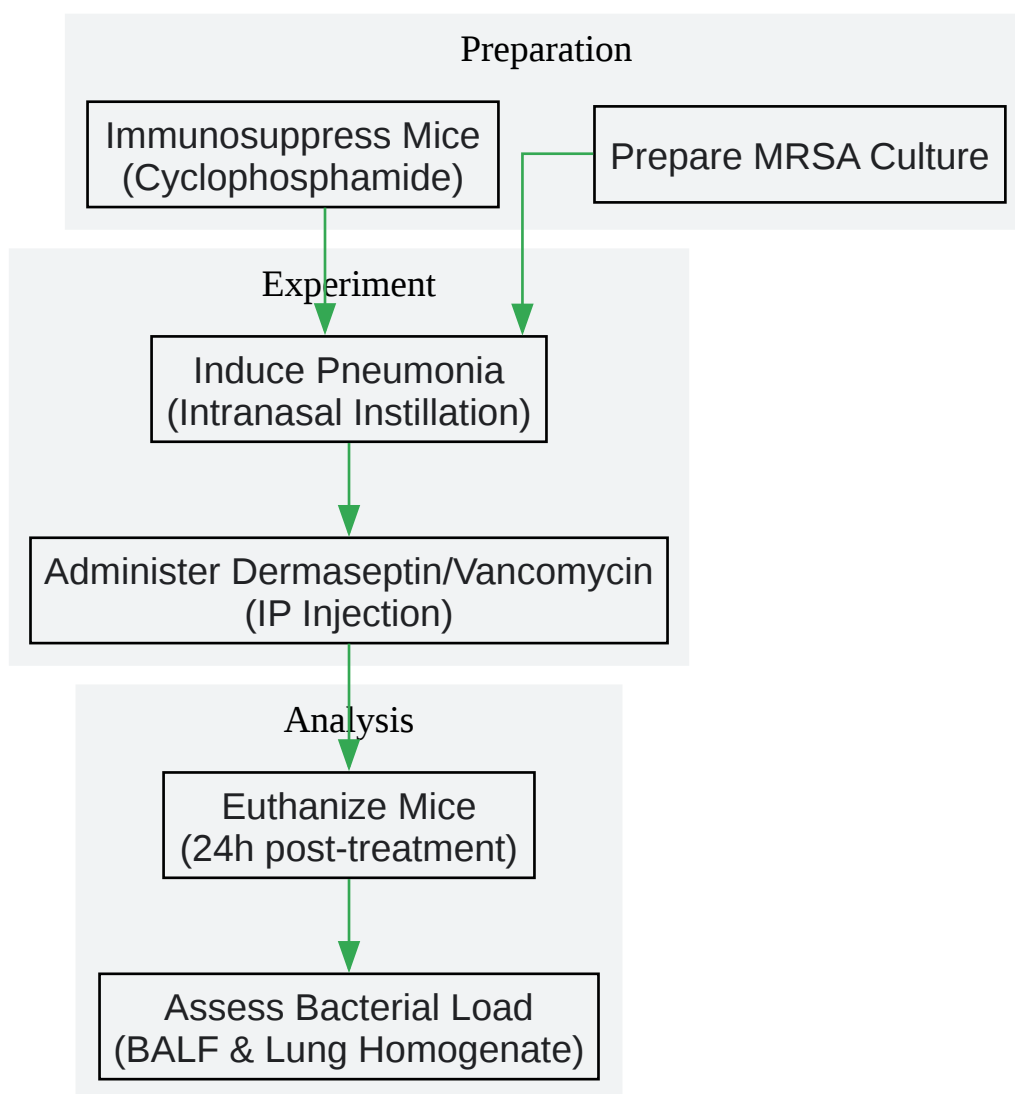 Preparation
Immunosuppress Mice
(Cyclophosphamide)
Prepare MRSA Culture
Experiment
Induce Pneumonia
(Intranasal Instillation)
Administer Dermaseptin/Vancomycin
(IP Injection)
Analysis
Euthanize Mice
(24h post-treatment)
Assess Bacterial Load
(BALF & Lung Homogenate)